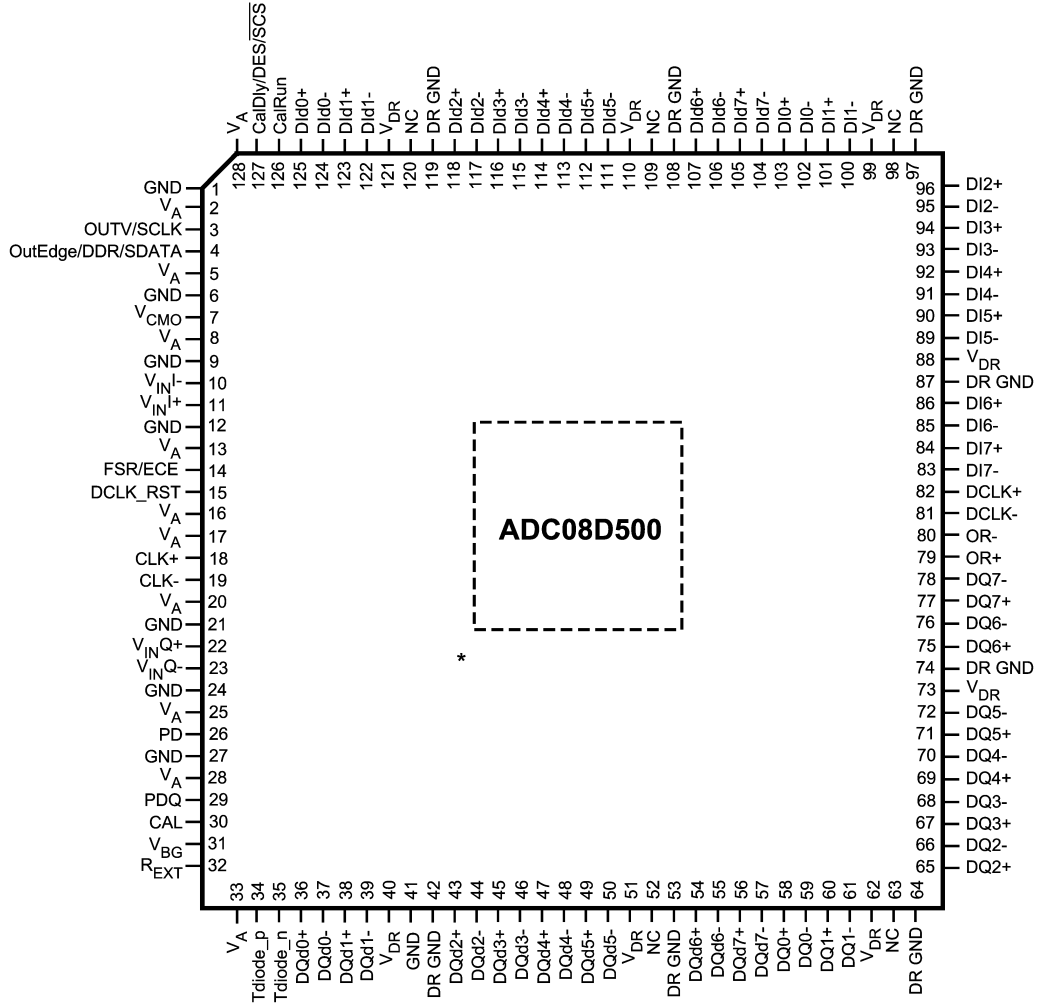 V_A CalDly/DES/SCS CalRun DId0+ DId0- DId1+ DId1- V_DR NC DR GND DId2+ DId2- DId3+ DId3- DId4+ DId4- DId5+ DId5- V_DR NC DR GND DId6+ DId6- DId7+ DId7- DI0+ DI0- DI1+ DI1- V_DR NC DR GND
128 127 126 125 124 123 122 121 120 119 118 117 116 115 114 113 112 111 110 109 108 107 106 105 104 103 102 101 100 99 98 97
GND 1
V_A 2
OUTV/SCLK 3
OutEdge/DDR/SDATA 4
V_A 5
GND 6
V_CMO 7
V_A 8
GND 9
V_INI- 10
V_INI+ 11
GND 12
V_A 13
FSR/ECE 14
DCLK_RST 15
V_A 16
V_A 17
CLK+ 18
CLK- 19
V_A 20
GND 21
V_INQ+ 22
V_INQ- 23
GND 24
V_A 25
PD 26
GND 27
V_A 28
PDQ 29
CAL 30
V_BG 31
R_EXT 32
ADC08D500
*
96 DI2+
95 DI2-
94 DI3+
93 DI3-
92 DI4+
91 DI4-
90 DI5+
89 DI5-
88 V_DR
87 DR GND
86 DI6+
85 DI6-
84 DI7+
83 DI7-
82 DCLK+
81 DCLK-
80 OR-
79 OR+
78 DQ7-
77 DQ7+
76 DQ6-
75 DQ6+
74 DR GND
73 V_DR
72 DQ5-
71 DQ5+
70 DQ4-
69 DQ4+
68 DQ3-
67 DQ3+
66 DQ2-
65 DQ2+
33 34 35 36 37 38 39 40 41 42 43 44 45 46 47 48 49 50 51 52 53 54 55 56 57 58 59 60 61 62 63 64
V_A Tdiode_p Tdiode_n DQd0+ DQd0- DQd1+ DQd1- V_DR GND DR GND DQd2+ DQd2- DQd3+ DQd3- DQd4+ DQd4- DQd5+ DQd5- V_DR NC DR GND DQd6+ DQd6- DQd7+ DQd7- DQ0+ DQ0- DQ1+ DQ1- V_DR NC DR GND